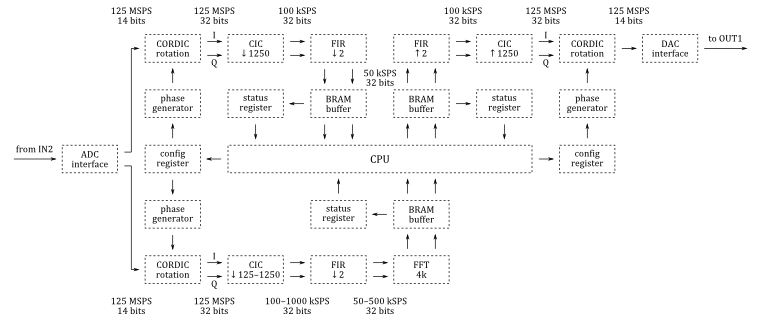 125 MSPS
14 bits
125 MSPS
32 bits
100 kSPS
32 bits
100 kSPS
32 bits
125 MSPS
32 bits
125 MSPS
14 bits
CORDIC
rotation
I
Q
CIC
↓ 1250
FIR
↓ 2
FIR
↑ 2
CIC
↑ 1250
I
Q
CORDIC
rotation
DAC
interface
to OUT1
50 kSPS
32 bits
phase
generator
status
register
BRAM
buffer
BRAM
buffer
status
register
phase
generator
from IN2
ADC
interface
config
register
CPU
config
register
phase
generator
status
register
BRAM
buffer
CORDIC
rotation
I
Q
CIC
↓ 125–1250
FIR
↓ 2
FFT
4k
125 MSPS
14 bits
125 MSPS
32 bits
100–1000 kSPS
32 bits
50–500 kSPS
32 bits